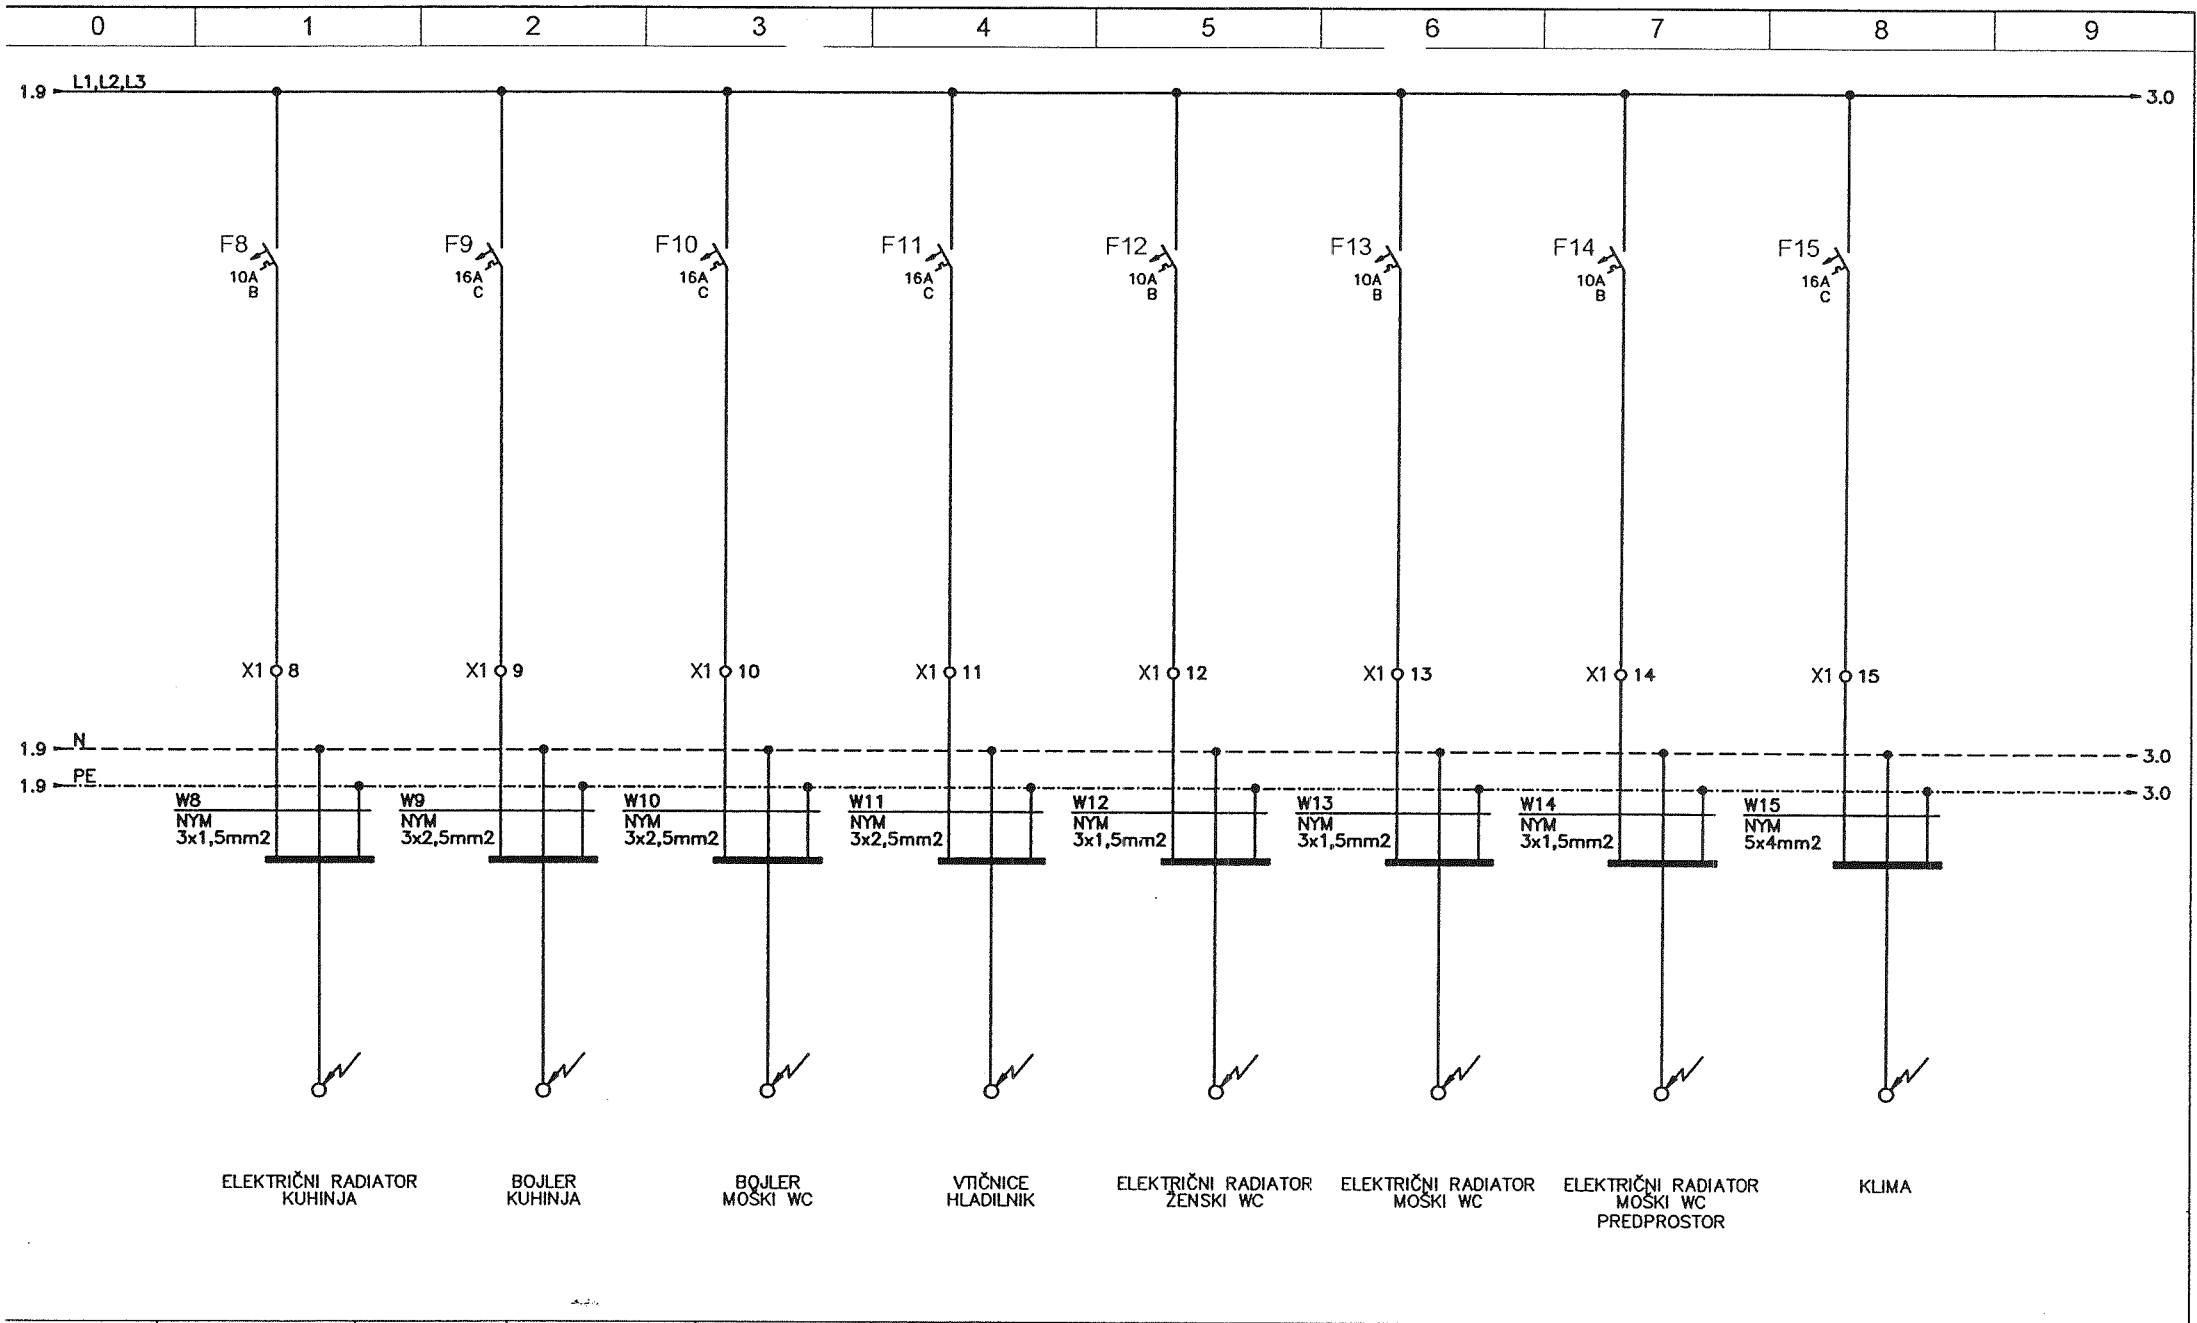 0 1 2 3 4 5 6 7 8 9
1.9 L1,L2,L3 3.0
F8 F9 F10 F11 F12 F13 F14 F15
10A 16A 16A 16A 10A 10A 10A 16A
B C C C B B B C
X1 8 X1 9 X1 10 X1 11 X1 12 X1 13 X1 14 X1 15
1.9 N 3.0
1.9 PE 3.0
W8 W9 W10 W11 W12 W13 W14 W15
NYM NYM NYM NYM NYM NYM NYM NYM
3x1,5mm2 3x2,5mm2 3x2,5mm2 3x2,5mm2 3x1,5mm2 3x1,5mm2 3x1,5mm2 5x4mm2
ELEKTRIČNI RADIATOR
KUHINJA
BOJLER
KUHINJA
BOJLER
MOŠKI WC
VTIČNICE
HLADILNIK
ELEKTRIČNI RADIATOR
ŽENSKI WC
ELEKTRIČNI RADIATOR
MOŠKI WC
ELEKTRIČNI RADIATOR
MOŠKI WC
PREDPROSTOR
KLIMA